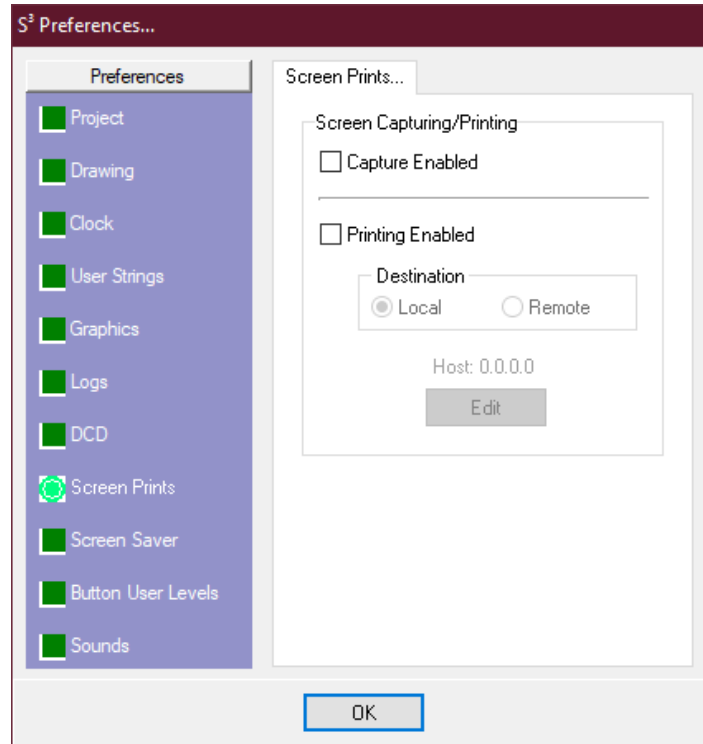 S³ Preferences...
Preferences
Project
Drawing
Clock
User Strings
Graphics
Logs
DCD
Screen Prints
Screen Saver
Button User Levels
Sounds
Screen Prints...
Screen Capturing/Printing
Capture Enabled
Printing Enabled
Destination
Local Remote
Host: 0.0.0.0
Edit
OK